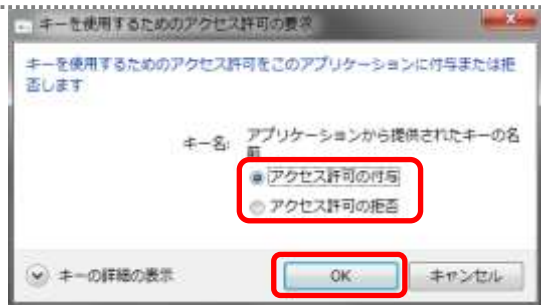 キーを使用するためのアクセス許可の要求
キーを使用するためのアクセス許可をこのアプリケーションに付与または拒
否します
キー名: アプリケーションから提供されたキーの名
前
アクセス許可の付与
アクセス許可の拒否
キーの詳細の表示 OK キャンセル